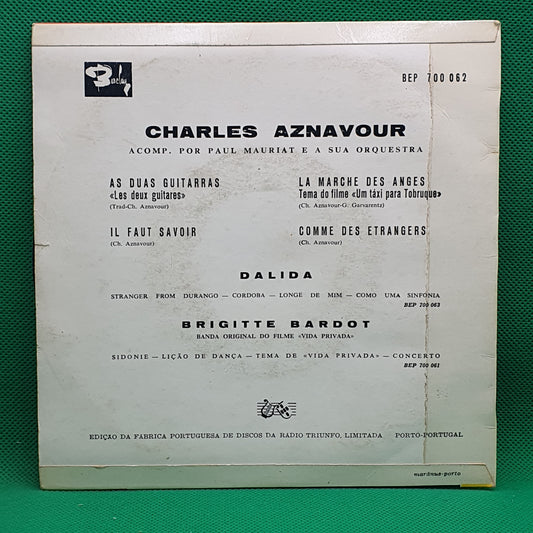 Barclay
BEP 700 062
CHARLES AZNAVOUR
ACOMP. POR PAUL MAURIAT E A SUA ORQUESTRA
AS DUAS GUITARRAS
«Les deux guitares»
(Trad-Ch. Aznavour)
LA MARCHE DES ANGES
Tema do filme «Um táxi para Tobruque»
(Ch. Aznavour-G. Garvarentz)
IL FAUT SAVOIR
(Ch. Aznavour)
COMME DES ETRANGERS
(Ch. Aznavour)
DALIDA
STRANGER FROM DURANGO — CORDOBA — LONGE DE MIM — COMO UMA SINFONIA
BEP 700 063
BRIGITTE BARDOT
BANDA ORIGINAL DO FILME «VIDA PRIVADA»
SIDONIE — LIÇÃO DE DANÇA — TEMA DE «VIDA PRIVADA» — CONCERTO
BEP 700 061
EDIÇÃO DA FABRICA PORTUGUESA DE DISCOS DA RÁDIO TRIUNFO, LIMITADA PORTO-PORTUGAL
marânus-porto